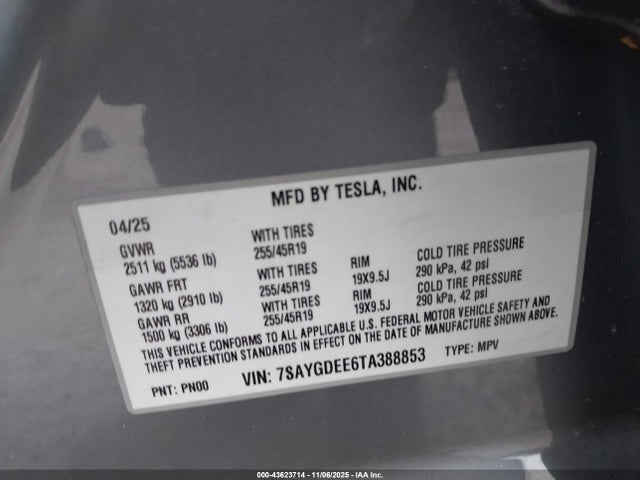 MFD BY TESLA, INC.
04/25
GVWR WITH TIRES
2511 kg (5536 lb) 255/45R19
GAWR FRT WITH TIRES RIM COLD TIRE PRESSURE
1320 kg (2910 lb) 255/45R19 19X9.5J 290 kPa, 42 psi
GAWR RR WITH TIRES RIM COLD TIRE PRESSURE
1500 kg (3306 lb) 255/45R19 19X9.5J 290 kPa, 42 psi
THIS VEHICLE CONFORMS TO ALL APPLICABLE U.S. FEDERAL MOTOR VEHICLE SAFETY AND
THEFT PREVENTION STANDARDS IN EFFECT ON THE DATE OF MANUFACTURE SHOWN ABOVE.
PNT: PN00 VIN: 7SAYGDEE6TA388853 TYPE: MPV
000-43623714 - 11/06/2025 - IAA Inc.